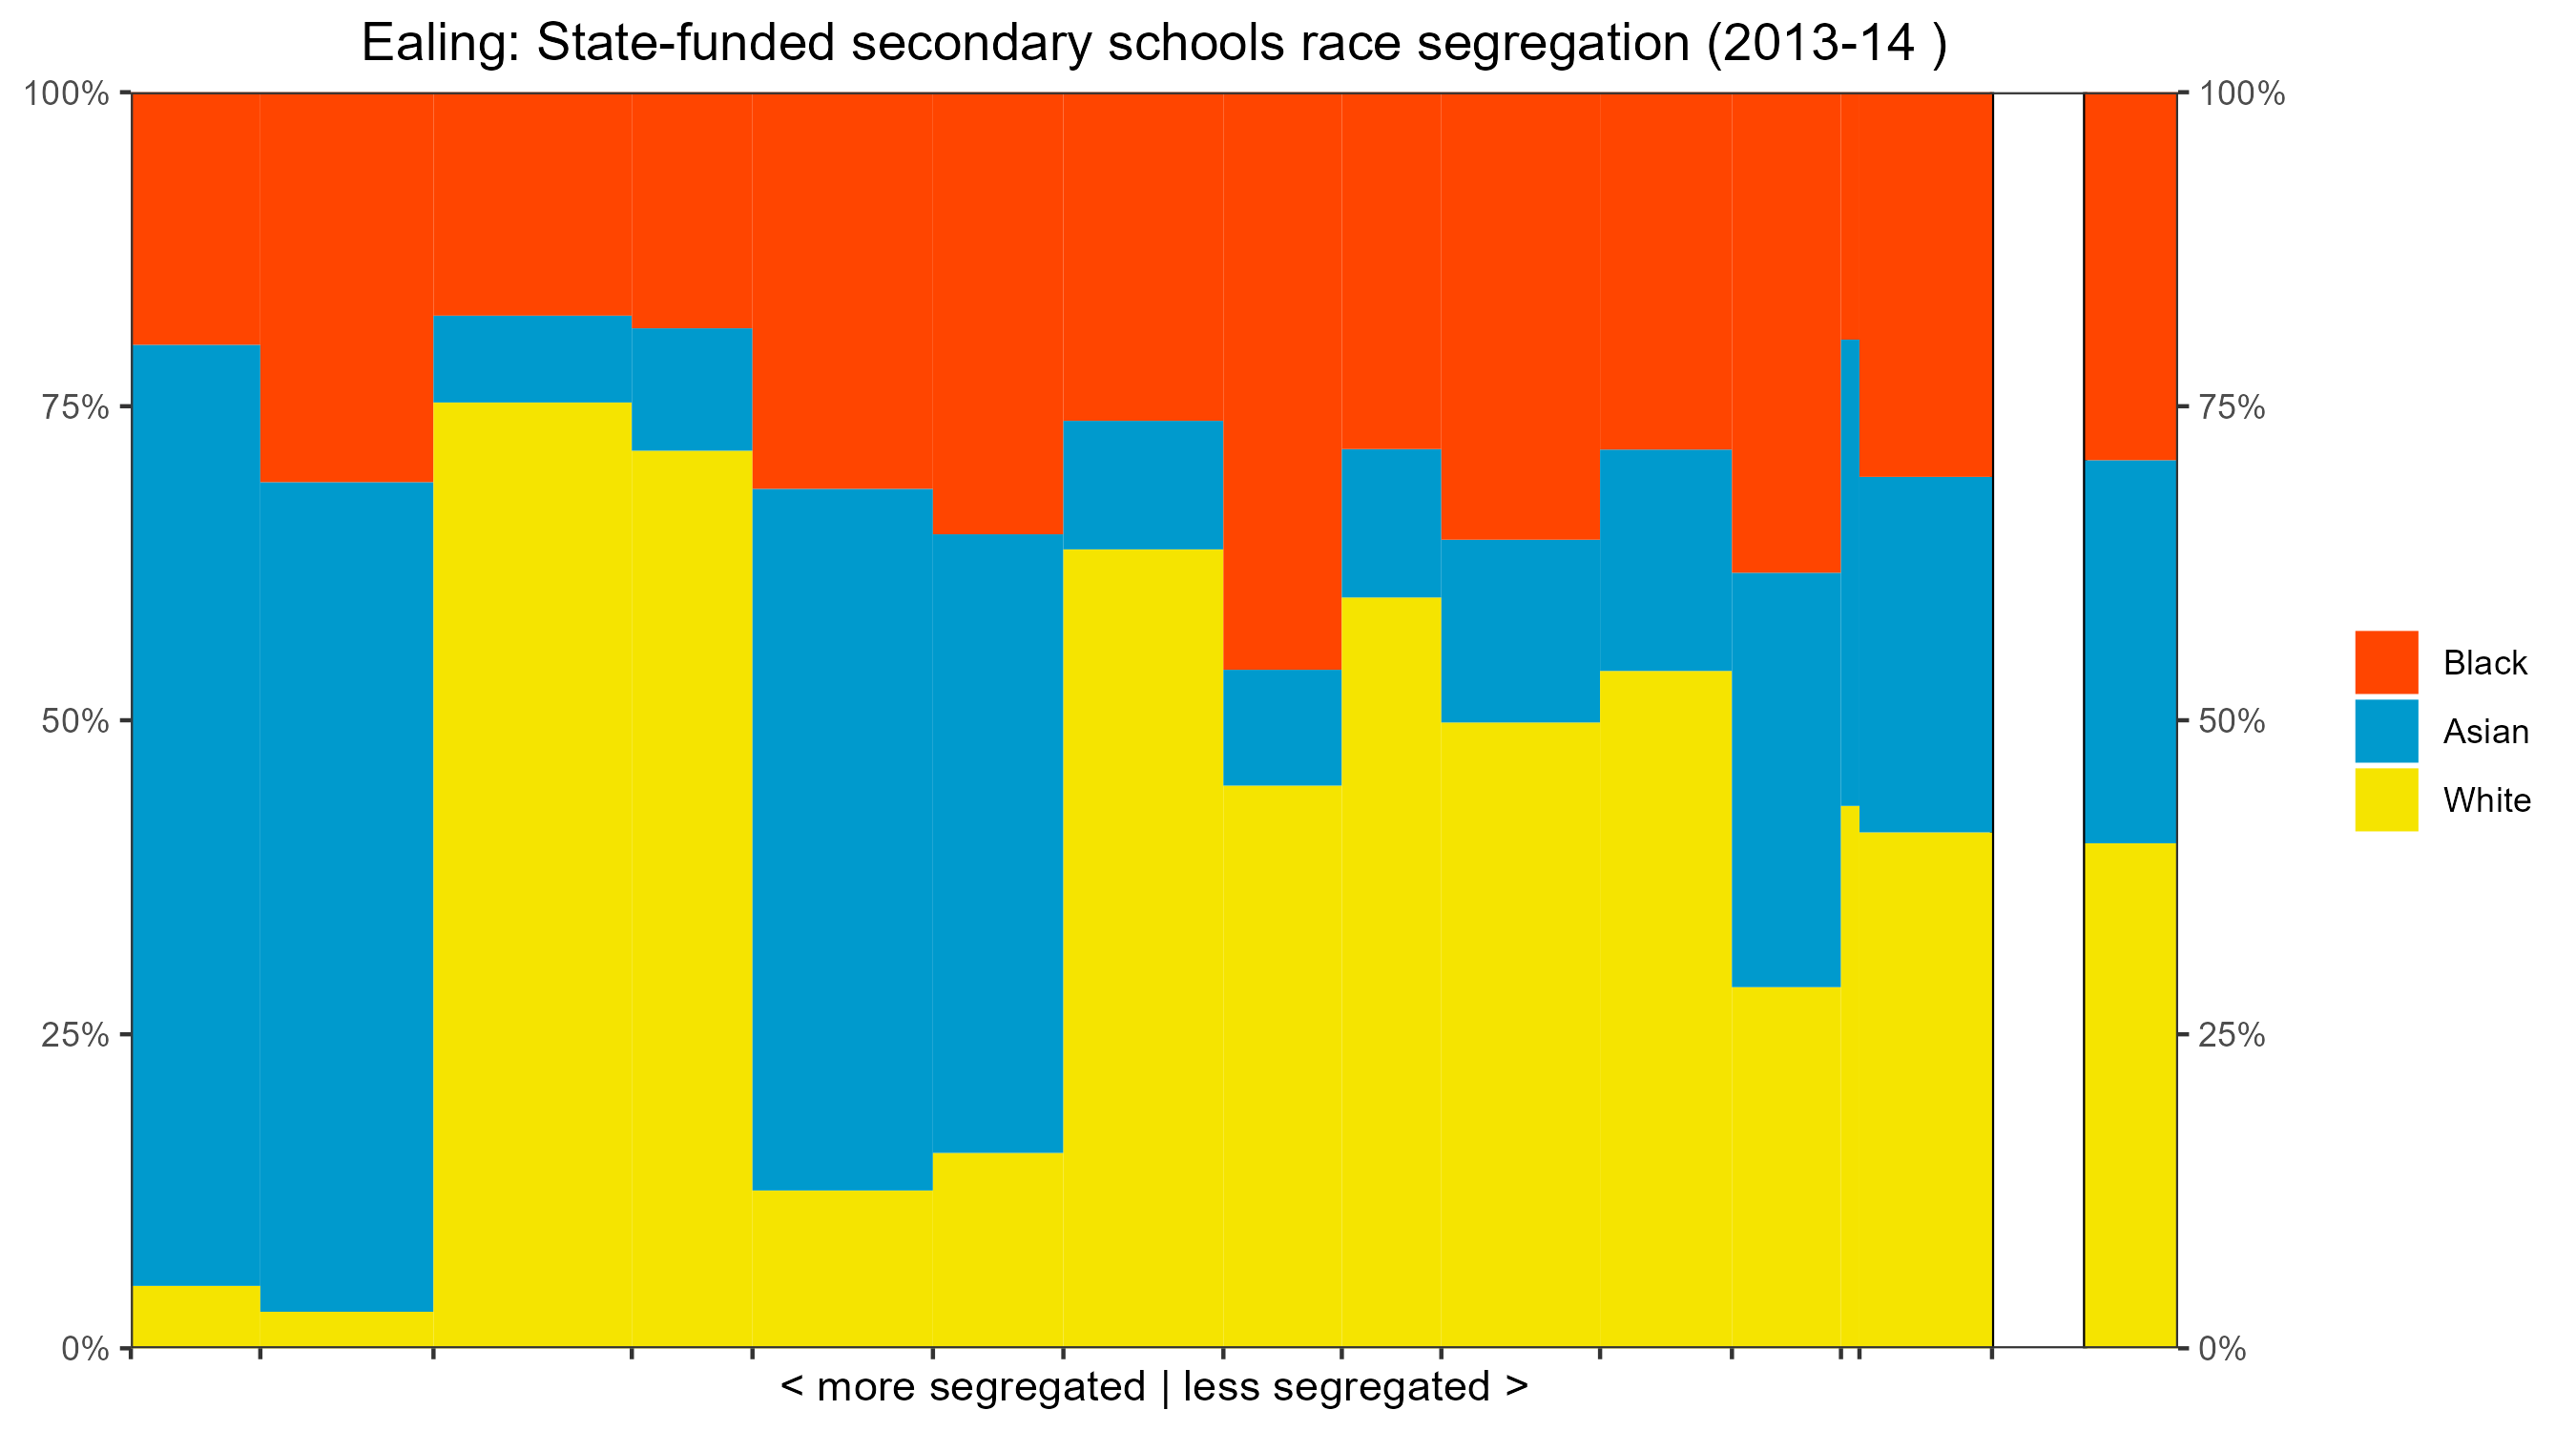 Ealing: State-funded secondary schools race segregation (2013-14 )
100%
75%
50%
25%
0%
100%
75%
50%
25%
0%
Black
Asian
White
< more segregated | less segregated >